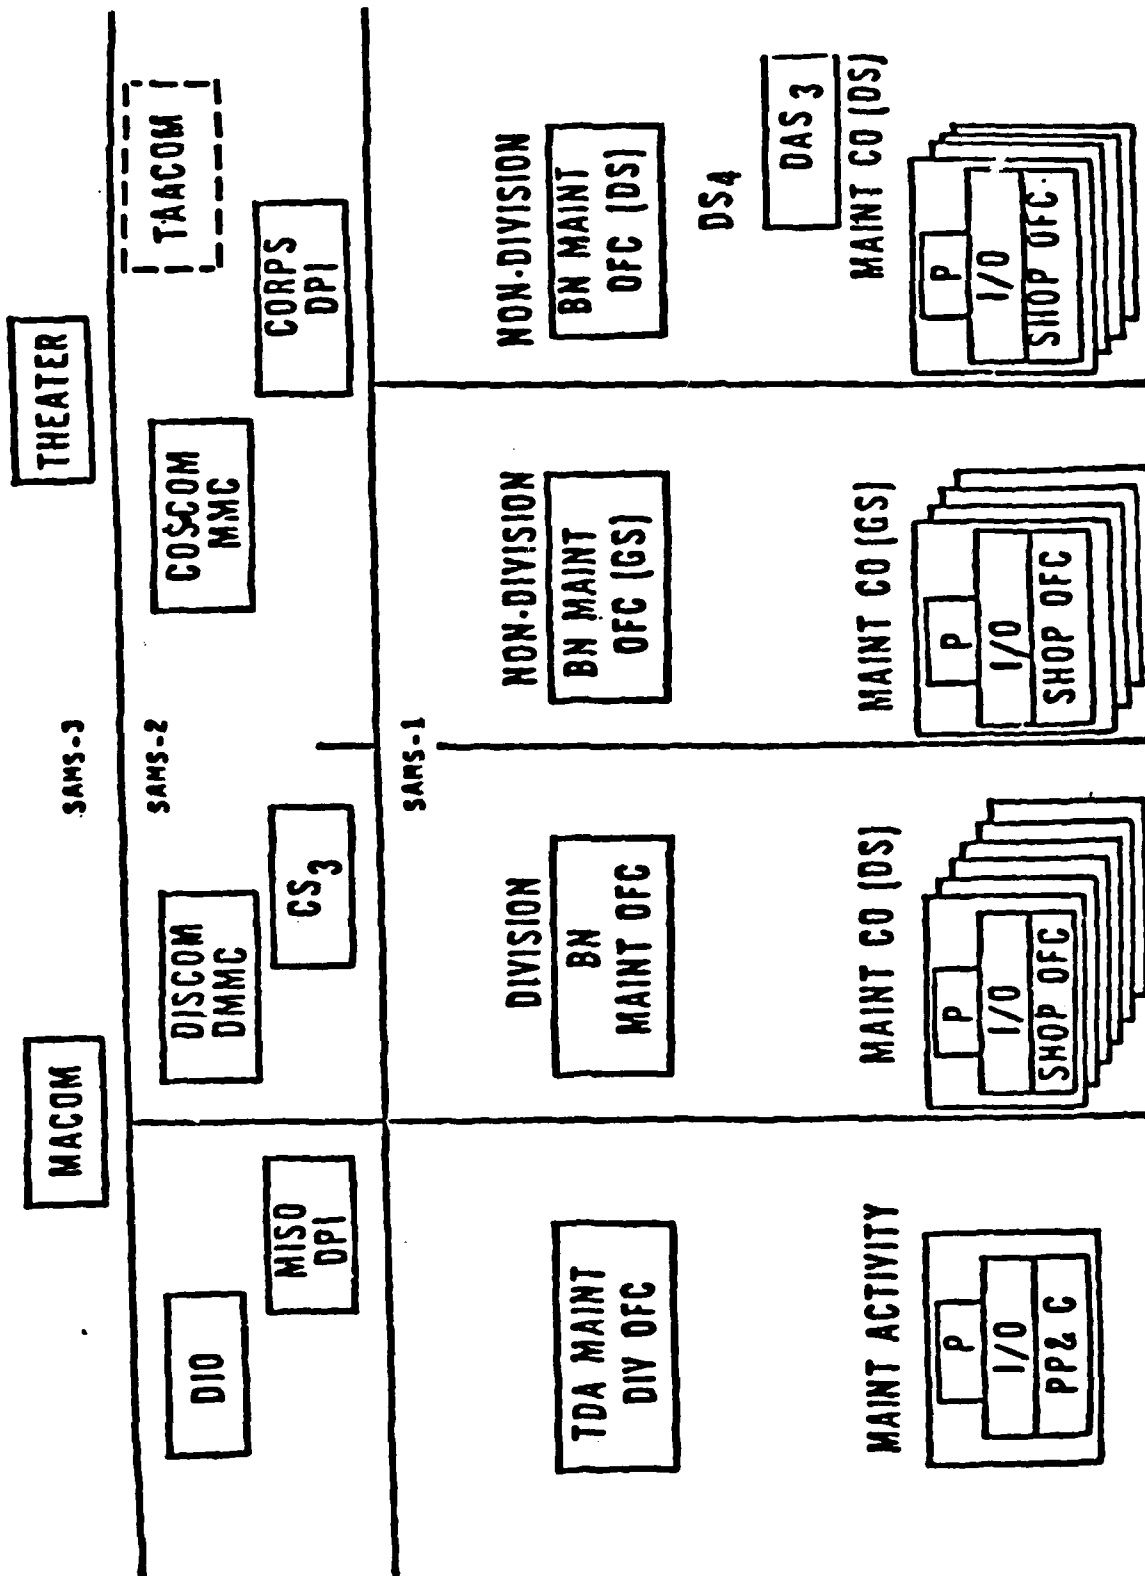 MACOM
THEATER
SAMS-3
SAMS-2
DIO
DISCOM
DMMC
COSCOM
MMC
TAACOM
MISO
DPI
CS3
CORPS
DPI
SAMS-1
TDA MAINT
DIV OFC
DIVISION
BN
MAINT OFC
NON-DIVISION
BN MAINT
OFC (GS)
NON-DIVISION
BN MAINT
OFC (DS)
DS4
DAS3
MAINT ACTIVITY
P
I/O
PP& C
MAINT CO (DS)
P
I/O
SHOP OFC
MAINT CO (GS)
P
I/O
SHOP OFC
MAINT CO (DS)
P
I/O
SHOP OFC